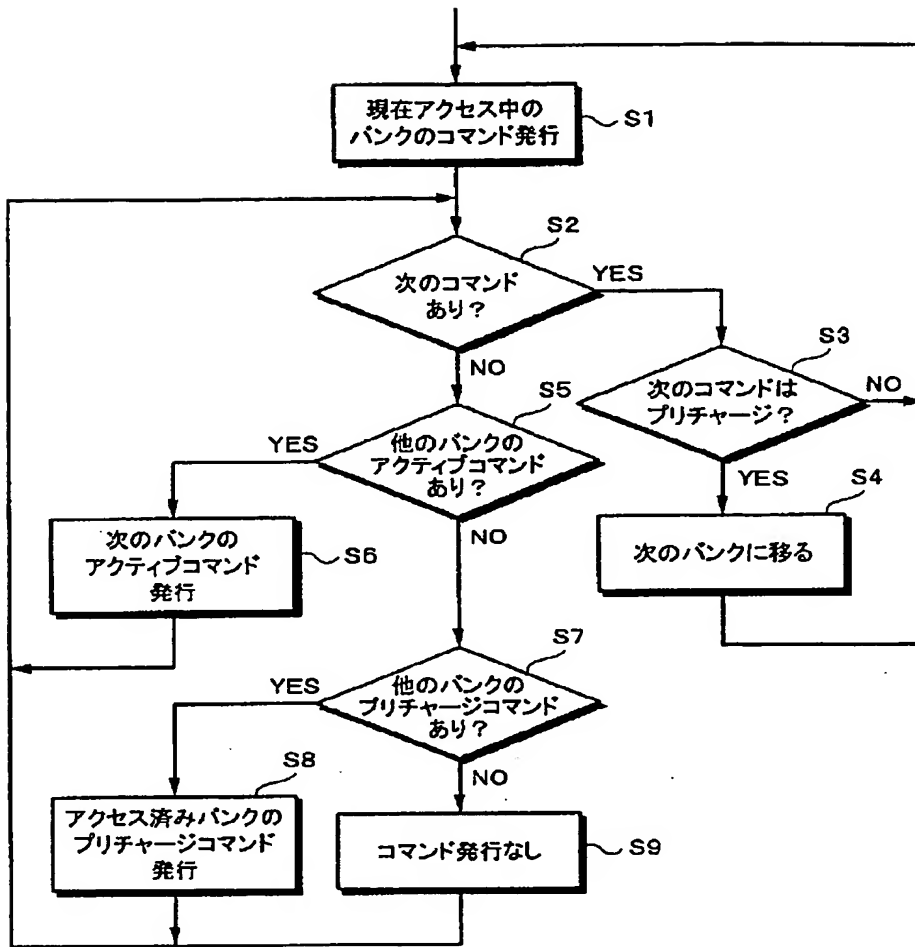 現在アクセス中の
バンクのコマンド発行
S1
S2
次のコマンド
あり?
YES
NO
S3
次のコマンドは
プリチャージ?
NO
YES
S4
次のバンクに移る
S5
他のバンクの
アクティブコマンド
あり?
YES
NO
次のバンクの
アクティブコマンド
発行
S6
S7
他のバンクの
プリチャージコマンド
あり?
YES
NO
S8
アクセス済みバンクの
プリチャージコマンド
発行
コマンド発行なし
S9